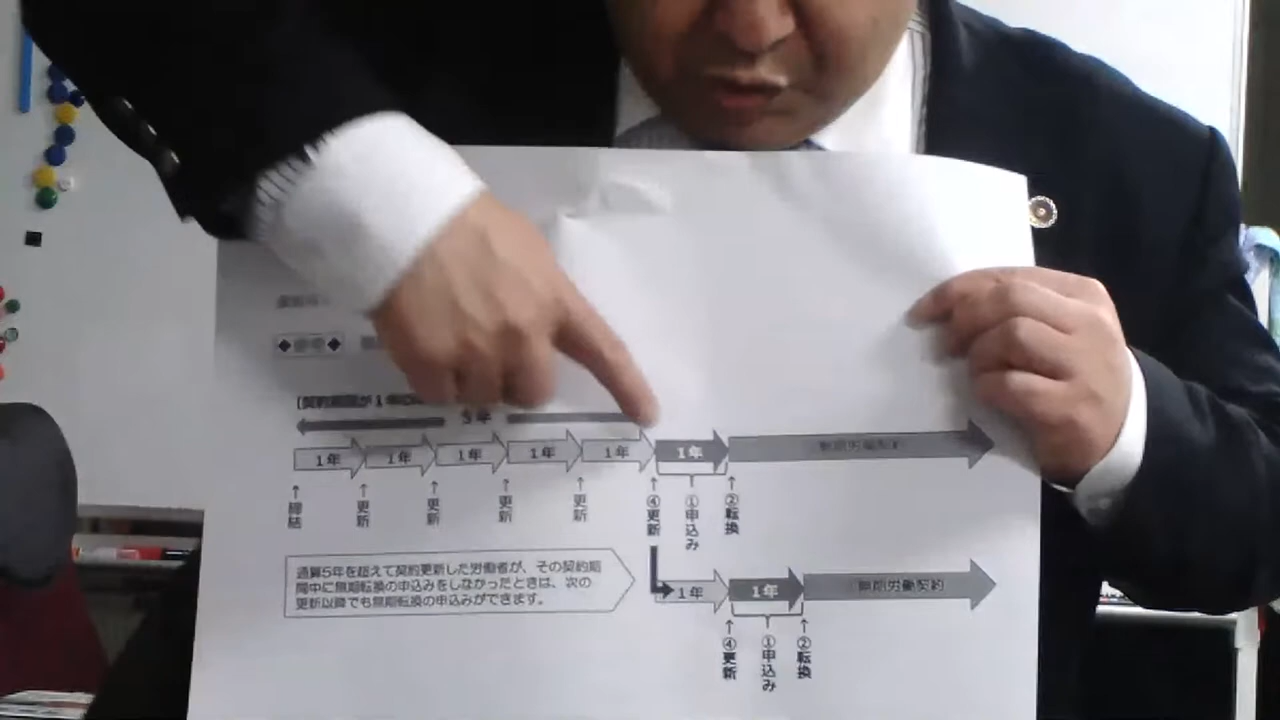 5年
1年 1年 1年 1年 1年 1年
↑締結 ↑更新 ↑更新 ↑更新 ↑更新 ↑④更新 ①申込み ↑②転換
通算5年を超えて契約更新した労働者が、その契約期
間中に無期転換の申込みをしなかったときは、次の
更新以降でも無期転換の申込みができます。
1年 1年 無期労働契約
↑④更新 ↑①申込み ↑②転換